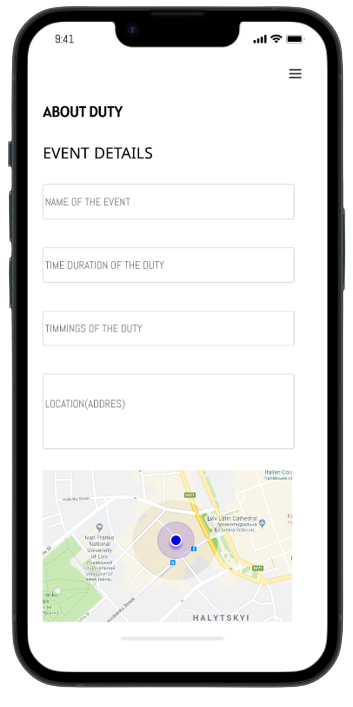 9:41
ABOUT DUTY
EVENT DETAILS
NAME OF THE EVENT
TIME DURATION OF THE DUTY
TIMMINGS OF THE DUTY
LOCATION(ADDRES)
Italian Cou
Lviv Latin Cathedral
Ivan Franko
National
University
of Lviv
HALYTSKYI